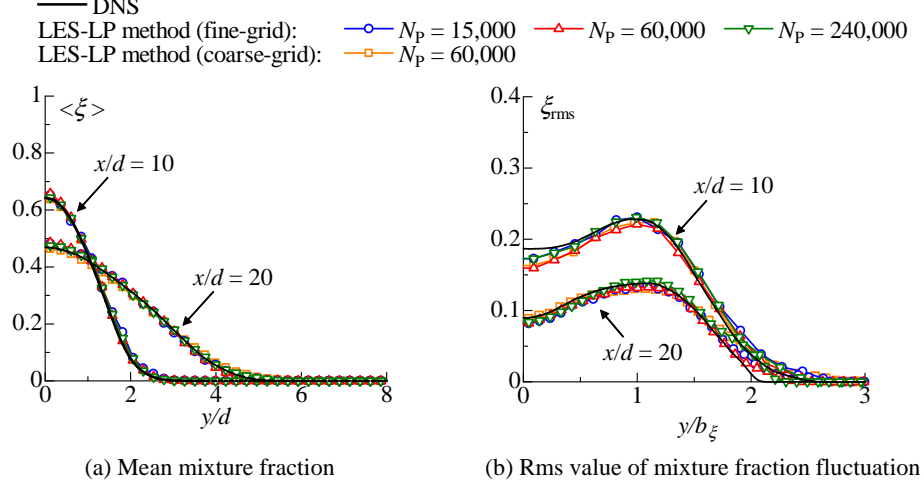 DNS
LES-LP method (fine-grid): N_P = 15,000 N_P = 60,000 N_P = 240,000
LES-LP method (coarse-grid): N_P = 60,000
1
0.8
0.6
0.4
0.2
0
<ξ>
x/d = 10
x/d = 20
0 2 4 6 8
y/d
(a) Mean mixture fraction
0.4
0.3
0.2
0.1
0
ξ_rms
x/d = 10
x/d = 20
0 1 2 3
y/b_ξ
(b) Rms value of mixture fraction fluctuation